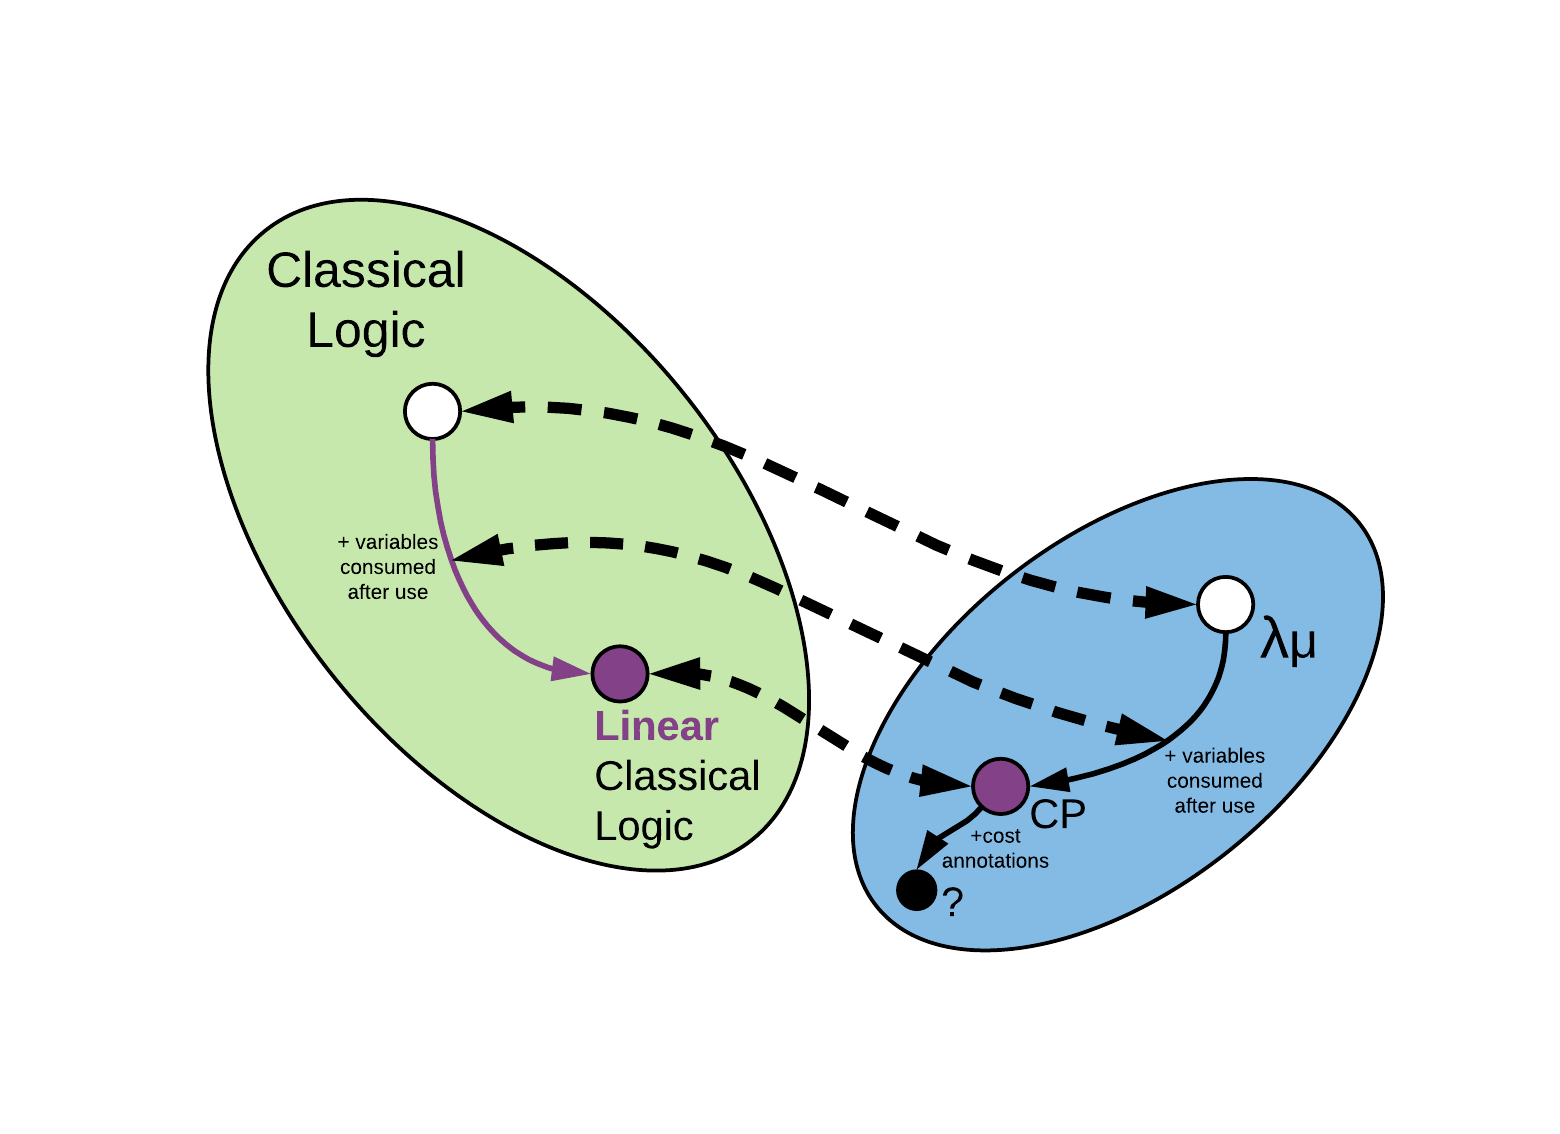 Classical
Logic
+ variables
consumed
after use
Linear
Classical
Logic
λμ
+ variables
consumed
after use
CP
+cost
annotations
?